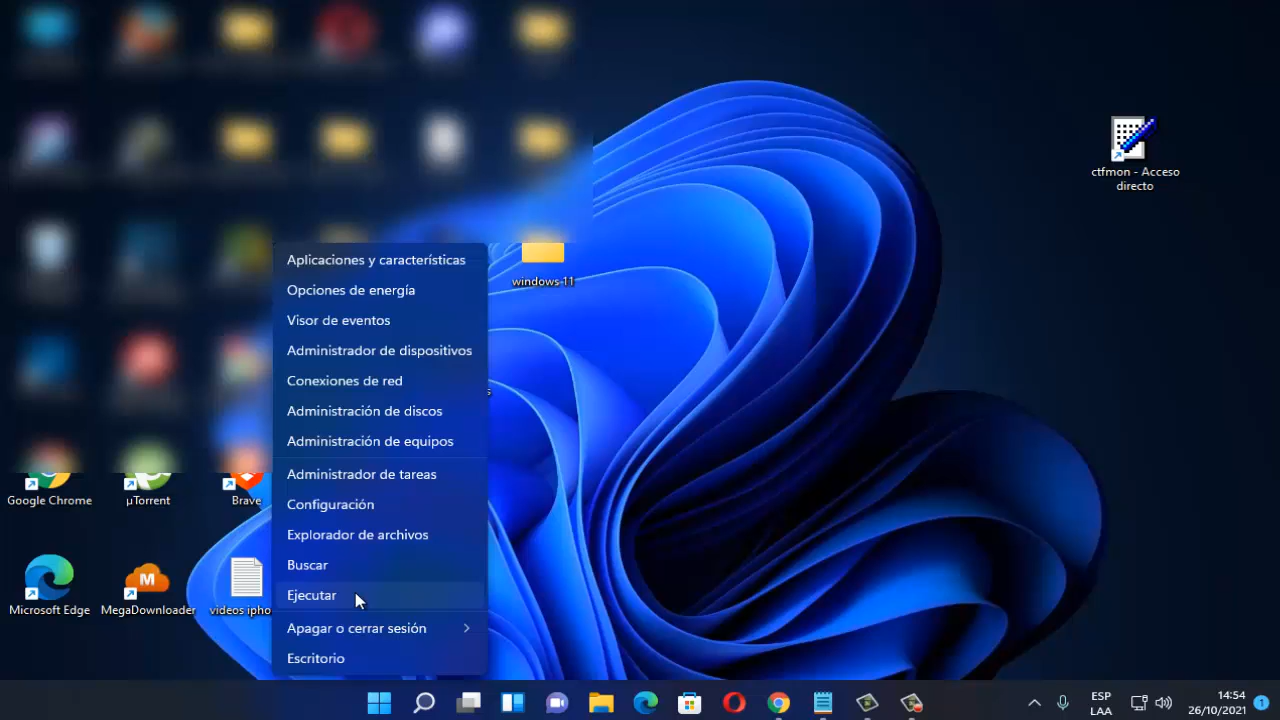 ctfmon - Acceso
directo
windows 11
Aplicaciones y características
Opciones de energía
Visor de eventos
Administrador de dispositivos
Conexiones de red
Administración de discos
Administración de equipos
Administrador de tareas
Configuración
Explorador de archivos
Buscar
Ejecutar
Apagar o cerrar sesión
Escritorio
Google Chrome
µTorrent
Brave
Microsoft Edge
MegaDownloader
videos ipho
ESP
LAA
14:54
26/10/2021
1
M